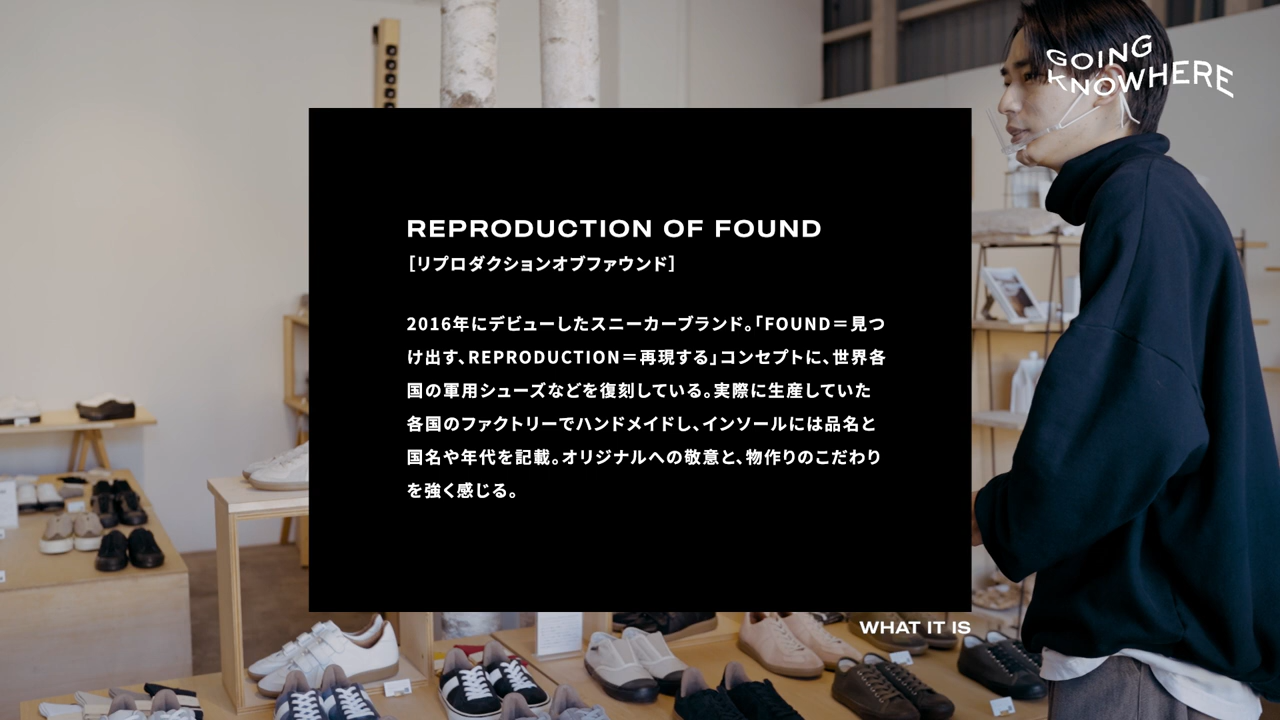 GOING
KNOWHERE
REPRODUCTION OF FOUND
［リプロダクションオブファウンド］
2016年にデビューしたスニーカーブランド。「FOUND＝見つ
け出す、REPRODUCTION＝再現する」コンセプトに、世界各
国の軍用シューズなどを復刻している。実際に生産していた
各国のファクトリーでハンドメイドし、インソールには品名と
国名や年代を記載。オリジナルへの敬意と、物作りのこだわり
を強く感じる。
WHAT IT IS